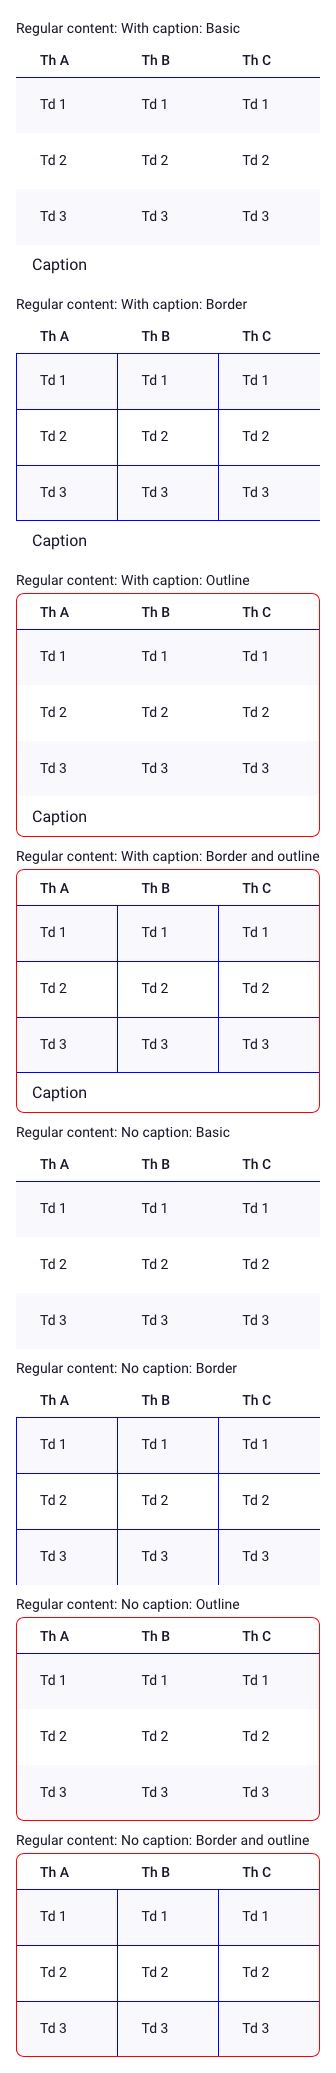 Regular content: With caption: Basic
Th A Th B Th C
Td 1 Td 1 Td 1
Td 2 Td 2 Td 2
Td 3 Td 3 Td 3
Caption
Regular content: With caption: Border
Th A Th B Th C
Td 1 Td 1 Td 1
Td 2 Td 2 Td 2
Td 3 Td 3 Td 3
Caption
Regular content: With caption: Outline
Th A Th B Th C
Td 1 Td 1 Td 1
Td 2 Td 2 Td 2
Td 3 Td 3 Td 3
Caption
Regular content: With caption: Border and outline
Th A Th B Th C
Td 1 Td 1 Td 1
Td 2 Td 2 Td 2
Td 3 Td 3 Td 3
Caption
Regular content: No caption: Basic
Th A Th B Th C
Td 1 Td 1 Td 1
Td 2 Td 2 Td 2
Td 3 Td 3 Td 3
Regular content: No caption: Border
Th A Th B Th C
Td 1 Td 1 Td 1
Td 2 Td 2 Td 2
Td 3 Td 3 Td 3
Regular content: No caption: Outline
Th A Th B Th C
Td 1 Td 1 Td 1
Td 2 Td 2 Td 2
Td 3 Td 3 Td 3
Regular content: No caption: Border and outline
Th A Th B Th C
Td 1 Td 1 Td 1
Td 2 Td 2 Td 2
Td 3 Td 3 Td 3